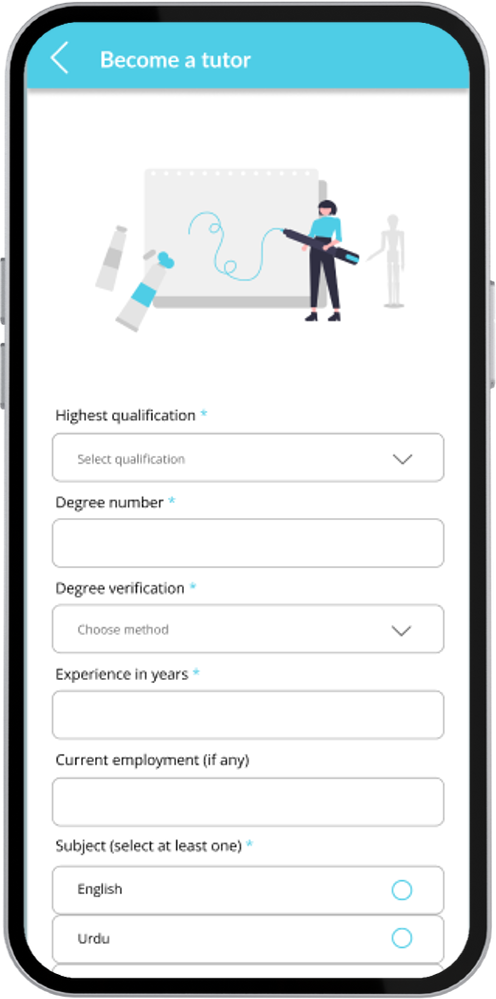 Become a tutor
Highest qualification *
Select qualification
Degree number *
Degree verification *
Choose method
Experience in years *
Current employment (if any)
Subject (select at least one) *
English
Urdu